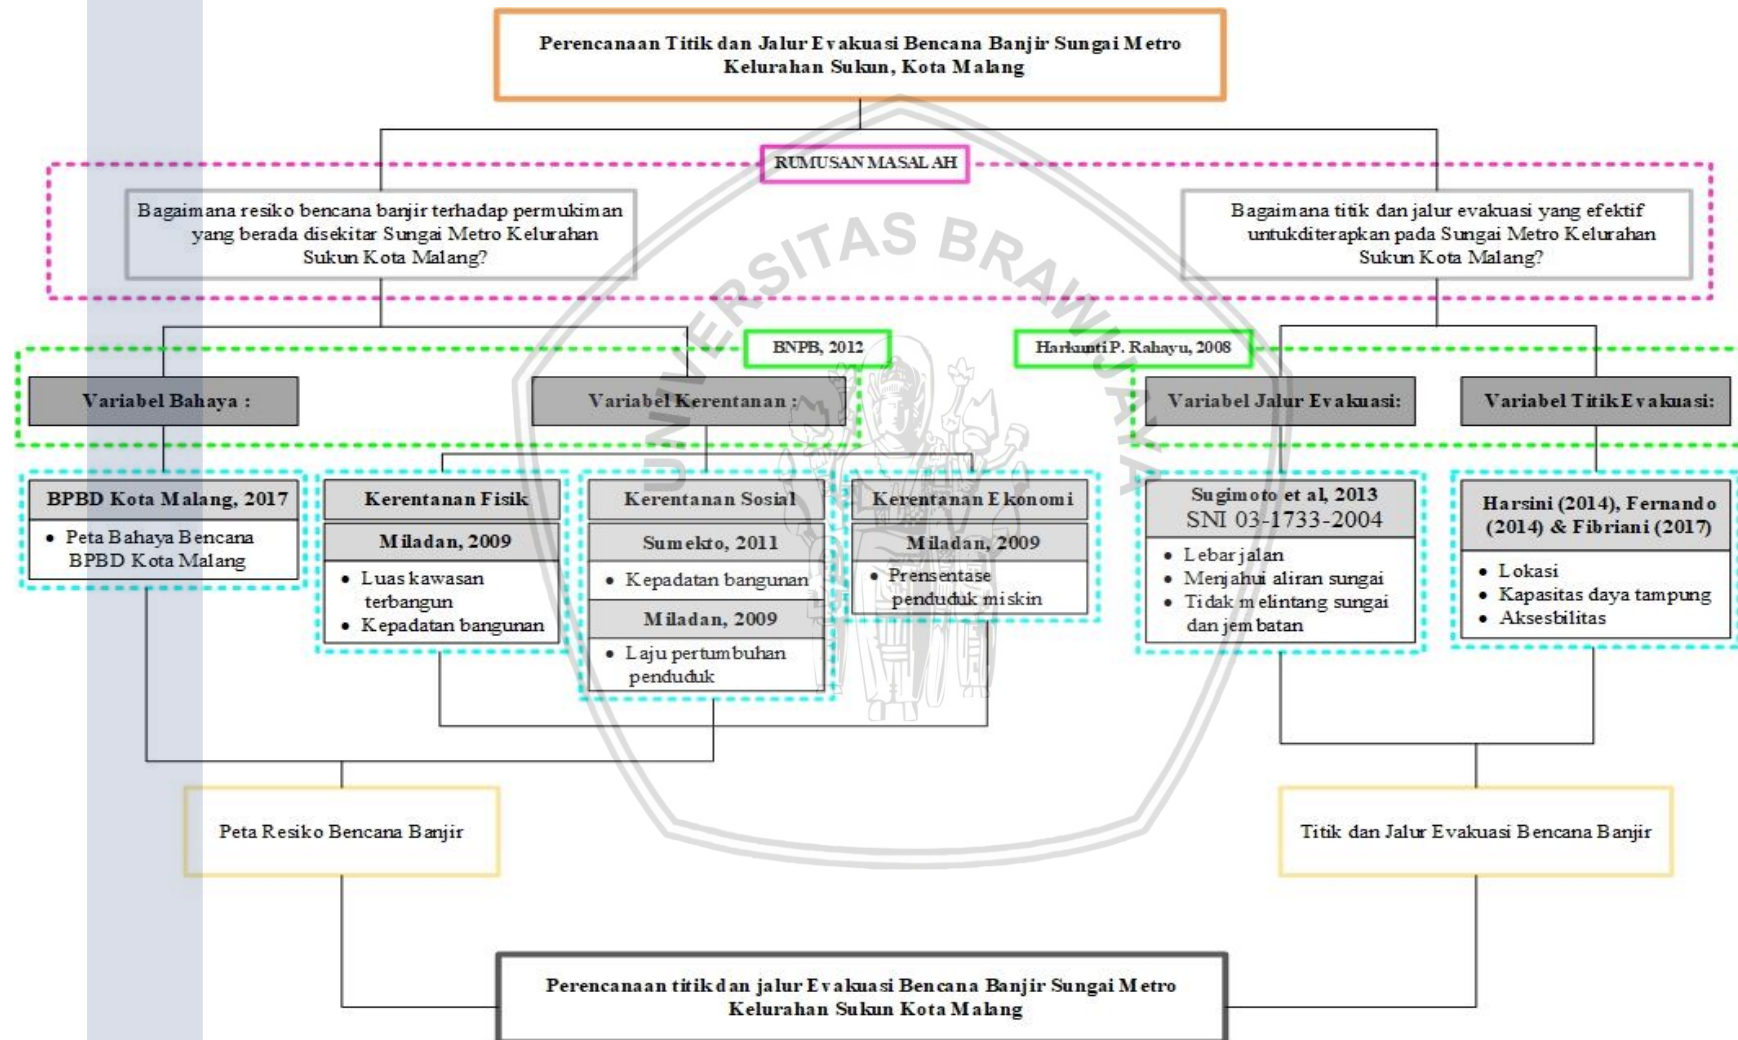 Perencanaan Titik dan Jalur Evakuasi Bencana Banjir Sungai Metro
Kelurahan Sukun, Kota Malang
RUMUSAN MASALAH
Bagaimana resiko bencana banjir terhadap permukiman
yang berada disekitar Sungai Metro Kelurahan
Sukun Kota Malang?
Bagaimana titik dan jalur evakuasi yang efektif
untukditerapkan pada Sungai Metro Kelurahan
Sukun Kota Malang?
UNIVERSITAS BRAWIJAYA
BNPB, 2012
Harkunti P. Rahayu, 2008
Variabel Bahaya :
Variabel Kerentanan :
Variabel Jalur Evakuasi:
Variabel Titik Evakuasi:
BPBD Kota Malang, 2017
• Peta Bahaya Bencana
BPBD Kota Malang
Kerentanan Fisik
Miladan, 2009
• Luas kawasan
terbangun
• Kepadatan bangunan
Kerentanan Sosial
Sumekto, 2011
• Kepadatan bangunan
Miladan, 2009
• Laju pertumbuhan
penduduk
Kerentanan Ekonomi
Miladan, 2009
• Prensentase
penduduk miskin
Sugimoto et al, 2013
SNI 03-1733-2004
• Lebar jalan
• Menjahui aliran sungai
• Tidak melintang sungai
dan jembatan
Harsini (2014), Fernando
(2014) & Fibriani (2017)
• Lokasi
• Kapasitas daya tampung
• Aksesbilitas
Peta Resiko Bencana Banjir
Titik dan Jalur Evakuasi Bencana Banjir
Perencanaan titik dan jalur Evakuasi Bencana Banjir Sungai Metro
Kelurahan Sukun Kota Malang